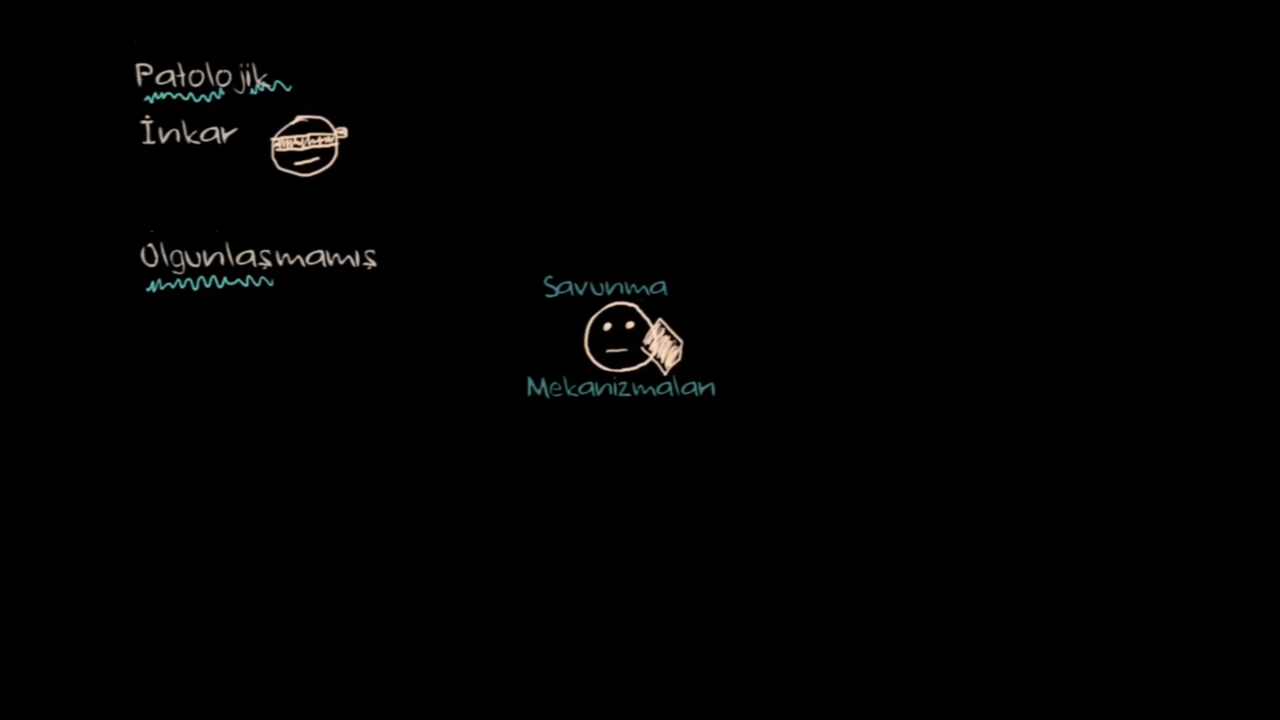 Patolojik
İnkar
Olgunlaşmamış
Savunma
Mekanizmaları